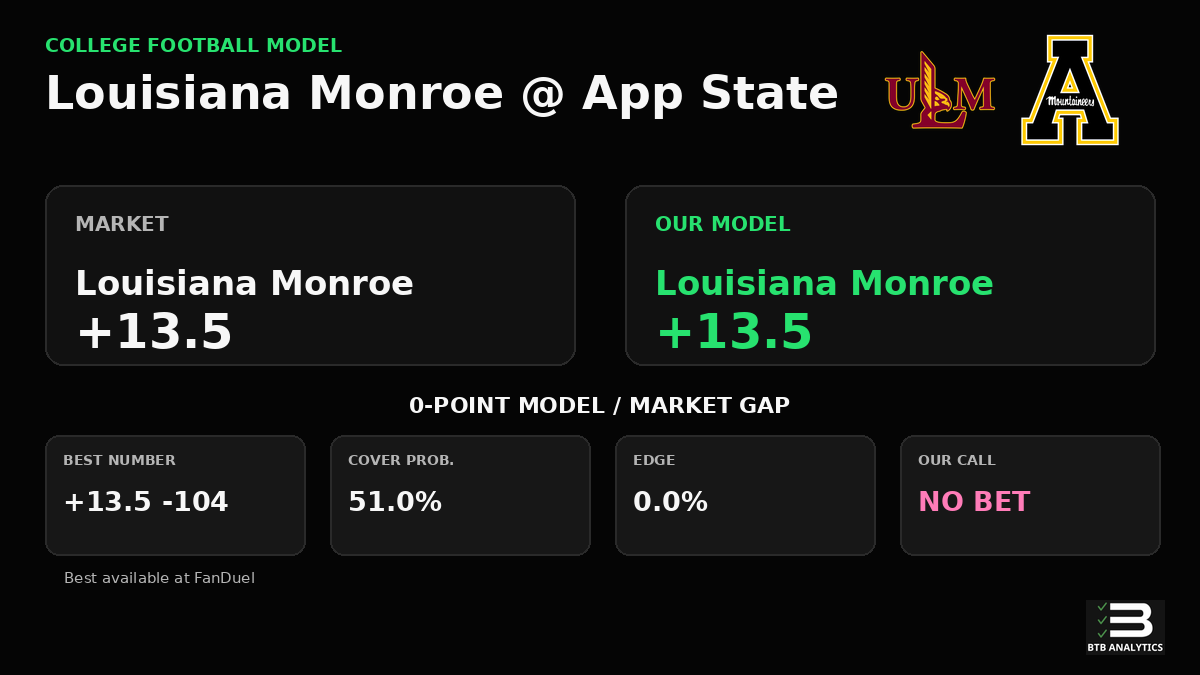 COLLEGE FOOTBALL MODEL
Louisiana Monroe @ App State
ULM
A
Mountaineers
MARKET
Louisiana Monroe
+13.5
OUR MODEL
Louisiana Monroe
+13.5
0-POINT MODEL / MARKET GAP
BEST NUMBER
+13.5 -104
COVER PROB.
51.0%
EDGE
0.0%
OUR CALL
NO BET
Best available at FanDuel
B
BTB ANALYTICS